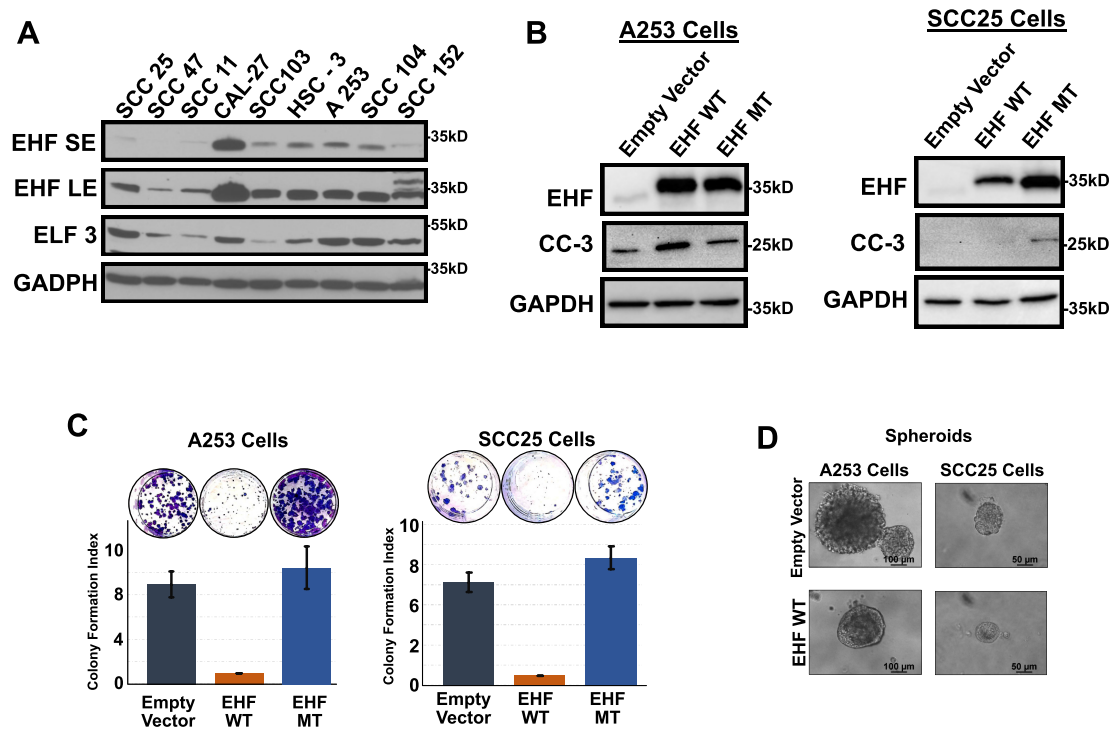 A
SCC 25
SCC 47
SCC 11
CAL-27
SCC103
HSC - 3
A 253
SCC 104
SCC 152
EHF SE
-35kD
EHF LE
-35kD
ELF 3
-55kD
GADPH
-35kD
B
A253 Cells
Empty Vector
EHF WT
EHF MT
EHF
-35kD
CC-3
-25kD
GAPDH
-35kD
SCC25 Cells
Empty Vector
EHF WT
EHF MT
EHF
-35kD
CC-3
-25kD
GAPDH
-35kD
C
A253 Cells
Colony Formation Index
10
8
4
0
Empty Vector
EHF WT
EHF MT
SCC25 Cells
Colony Formation Index
10
8
6
2
0
Empty Vector
EHF WT
EHF MT
D
Spheroids
A253 Cells
SCC25 Cells
Empty Vector
100 µm
50 µm
EHF WT
100 µm
50 µm